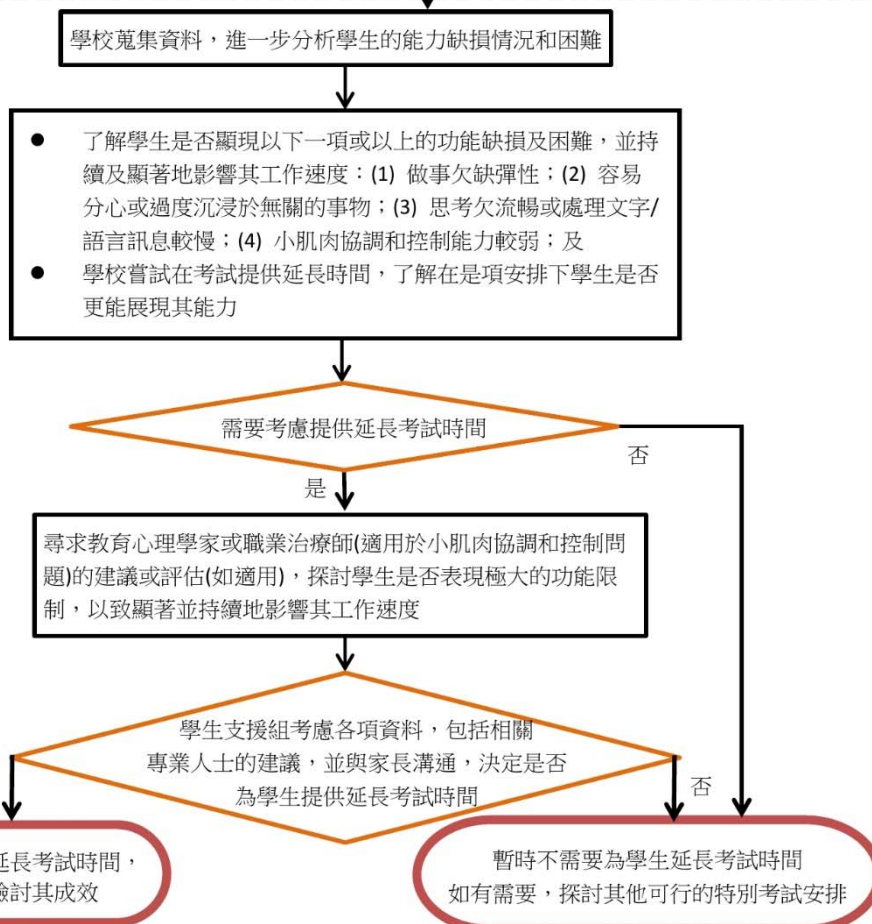 學校蒐集資料，進一步分析學生的能力缺損情況和困難
● 了解學生是否顯現以下一項或以上的功能缺損及困難，並持
續及顯著地影響其工作速度：(1) 做事欠缺彈性；(2) 容易
分心或過度沉浸於無關的事物；(3) 思考欠流暢或處理文字/
語言訊息較慢；(4) 小肌肉協調和控制能力較弱；及
● 學校嘗試在考試提供延長時間，了解在是項安排下學生是否
更能展現其能力
需要考慮提供延長考試時間
否
是
尋求教育心理學家或職業治療師(適用於小肌肉協調和控制問
題)的建議或評估(如適用)，探討學生是否表現極大的功能限
制，以致顯著並持續地影響其工作速度
學生支援組考慮各項資料，包括相關
專業人士的建議，並與家長溝通，決定是否
為學生提供延長考試時間
否
延長考試時間，
檢討其成效
暫時不需要為學生延長考試時間
如有需要，探討其他可行的特別考試安排